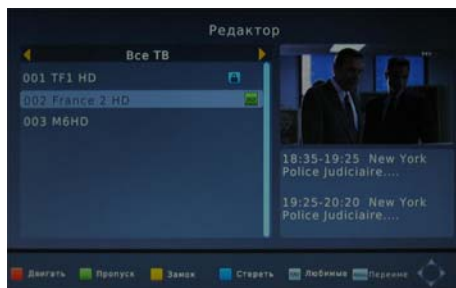 Редактор
Все ТВ
001 TF1 HD
002 France 2 HD
003 M6HD
18:35-19:25 New York
Police Judiciaire....
19:25-20:20 New York
Police Judiciaire....
Двигать Пропуск Замок Стереть Любимые